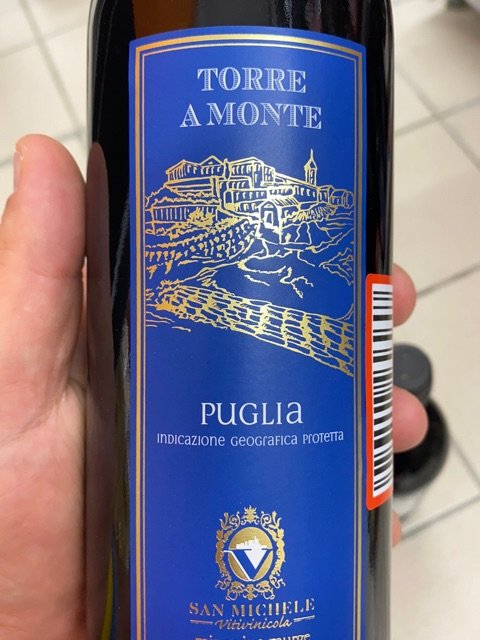 TORRE
A MONTE
PUGLIA
INDICAZIONE GEOGRAFICA PROTETTA
V
SAN MICHELE
Vitivinicola